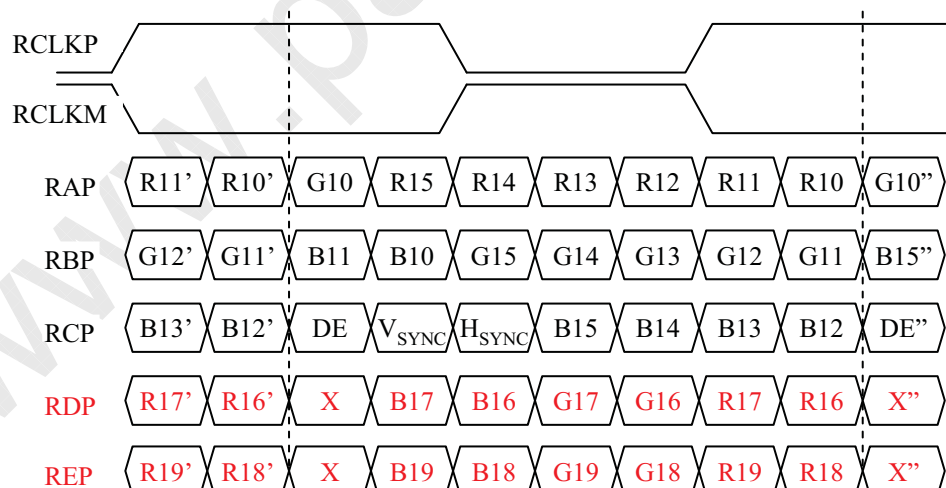 RCLKP
RCLKM
RAP R11’ R10’ G10 R15 R14 R13 R12 R11 R10 G10”
RBP G12’ G11’ B11 B10 G15 G14 G13 G12 G11 B15”
RCP B13’ B12’ DE VSYNC HSYNC B15 B14 B13 B12 DE”
RDP R17’ R16’ X B17 B16 G17 G16 R17 R16 X”
REP R19’ R18’ X B19 B18 G19 G18 R19 R18 X”